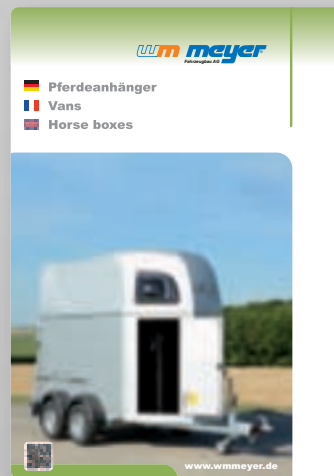 wm meyer
Fahrzeugbau AG
Pferdeanhänger
Vans
Horse boxes
www.wmmeyer.de